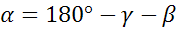 α = 180° − γ − β